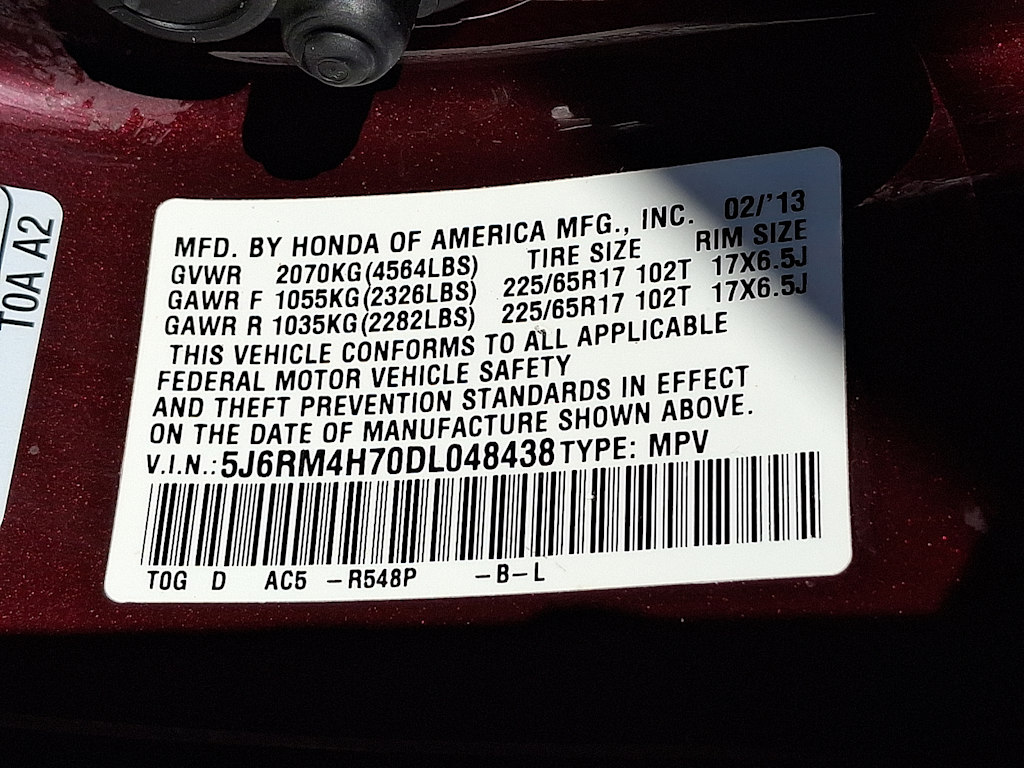 MFD. BY HONDA OF AMERICA MFG., INC. 02/'13
GVWR 2070KG(4564LBS) TIRE SIZE RIM SIZE
GAWR F 1055KG(2326LBS) 225/65R17 102T 17X6.5J
GAWR R 1035KG(2282LBS) 225/65R17 102T 17X6.5J
THIS VEHICLE CONFORMS TO ALL APPLICABLE
FEDERAL MOTOR VEHICLE SAFETY
AND THEFT PREVENTION STANDARDS IN EFFECT
ON THE DATE OF MANUFACTURE SHOWN ABOVE.
V.I.N.: 5J6RM4H70DL048438 TYPE: MPV
T0G D AC5 -R548P -B-L
T0A A2